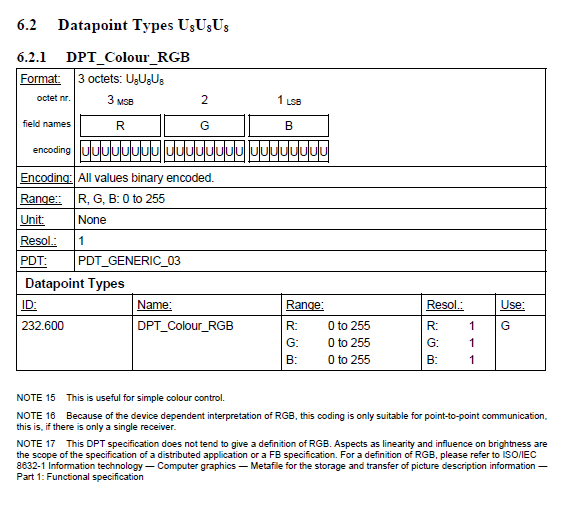 6.2 Datapoint Types U₈U₈U₈
6.2.1 DPT_Colour_RGB
Format: 3 octets: U₈U₈U₈
octet nr. 3 MSB 2 1 LSB
field names R G B
encoding UUUUUUUU UUUUUUUU UUUUUUUU
Encoding: All values binary encoded.
Range:: R, G, B: 0 to 255
Unit: None
Resol.: 1
PDT: PDT_GENERIC_03
Datapoint Types
ID: Name: Range: Resol.: Use:
232.600 DPT_Colour_RGB R: 0 to 255 R: 1 G
G: 0 to 255 G: 1
B: 0 to 255 B: 1
NOTE 15 This is useful for simple colour control.
NOTE 16 Because of the device dependent interpretation of RGB, this coding is only suitable for point-to-point communication,
this is, if there is only a single receiver.
NOTE 17 This DPT specification does not tend to give a definition of RGB. Aspects as linearity and influence on brightness are
the scope of the specification of a distributed application or a FB specification. For a definition of RGB, please refer to ISO/IEC
8632-1 Information technology — Computer graphics — Metafile for the storage and transfer of picture description information —
Part 1: Functional specification